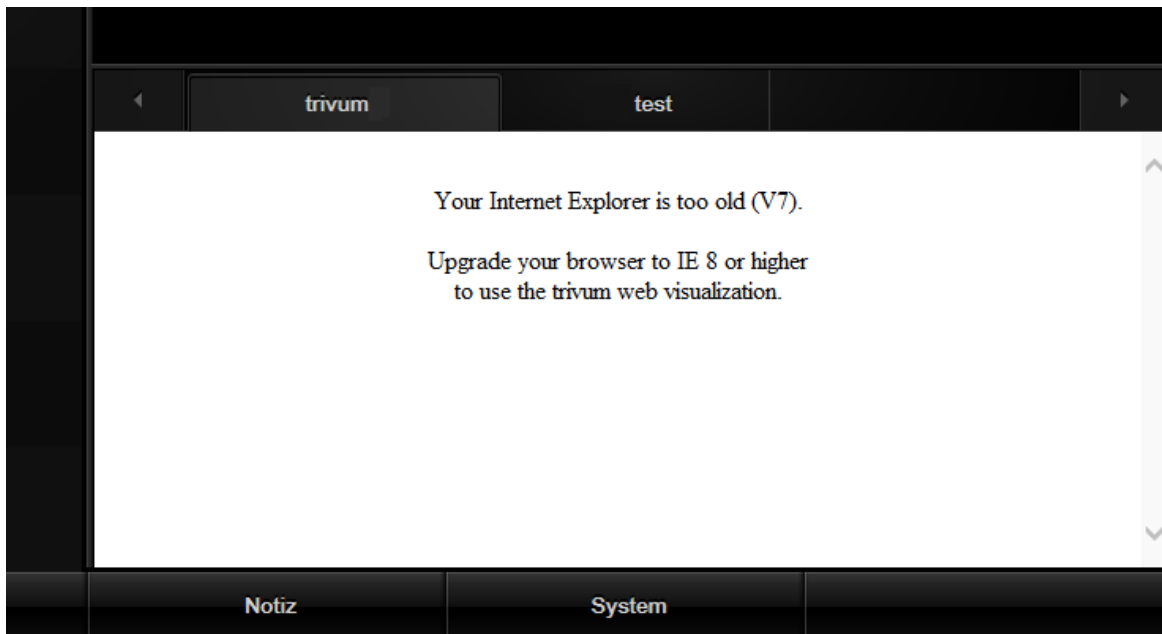 trivum test
Your Internet Explorer is too old (V7).
Upgrade your browser to IE 8 or higher
to use the trivum web visualization.
Notiz System